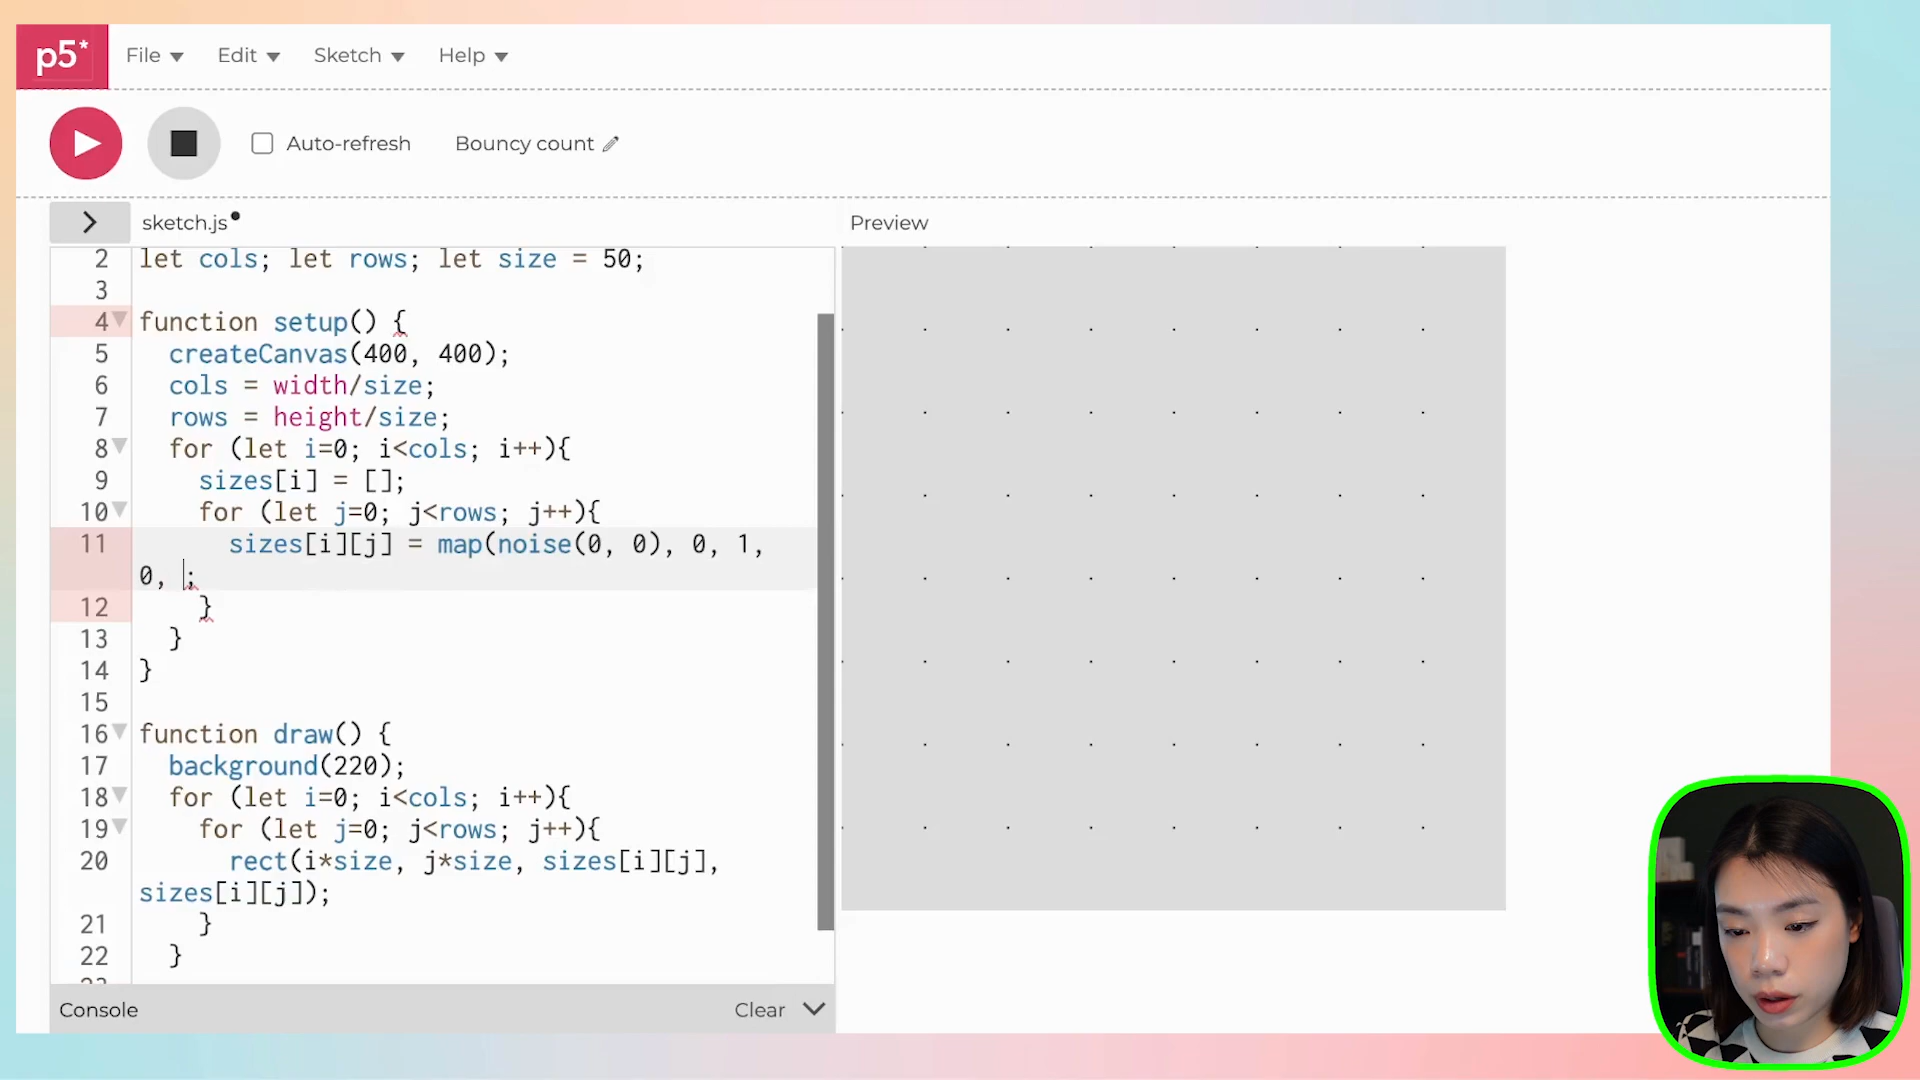 p5*
File Edit Sketch Help
Auto-refresh Bouncy count
sketch.js
Preview
2 let cols; let rows; let size = 50;
3
4 function setup() {
5 createCanvas(400, 400);
6 cols = width/size;
7 rows = height/size;
8 for (let i=0; i<cols; i++){
9 sizes[i] = [];
10 for (let j=0; j<rows; j++){
11 sizes[i][j] = map(noise(0, 0), 0, 1,
0, ;
12 }
13 }
14 }
15
16 function draw() {
17 background(220);
18 for (let i=0; i<cols; i++){
19 for (let j=0; j<rows; j++){
20 rect(i*size, j*size, sizes[i][j],
sizes[i][j]);
21 }
22 }
Console Clear